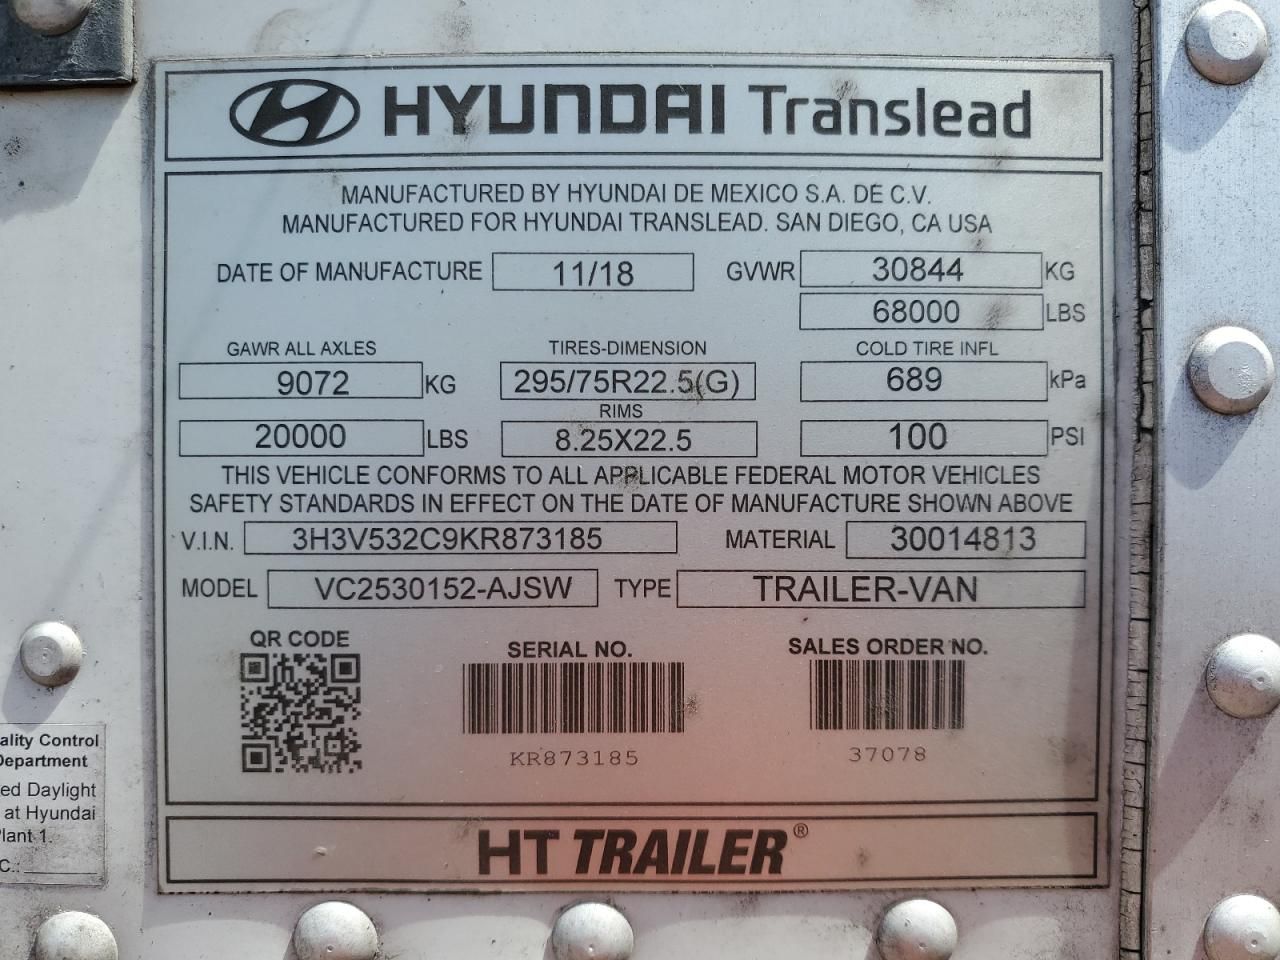 HYUNDAI Translead
MANUFACTURED BY HYUNDAI DE MEXICO S.A. DE C.V.
MANUFACTURED FOR HYUNDAI TRANSLEAD. SAN DIEGO, CA USA
DATE OF MANUFACTURE 11/18 GVWR 30844 KG
68000 LBS
GAWR ALL AXLES TIRES-DIMENSION COLD TIRE INFL
9072 KG 295/75R22.5(G) 689 kPa
RIMS
20000 LBS 8.25X22.5 100 PSI
THIS VEHICLE CONFORMS TO ALL APPLICABLE FEDERAL MOTOR VEHICLES
SAFETY STANDARDS IN EFFECT ON THE DATE OF MANUFACTURE SHOWN ABOVE
V.I.N. 3H3V532C9KR873185 MATERIAL 30014813
MODEL VC2530152-AJSW TYPE TRAILER-VAN
QR CODE SERIAL NO. SALES ORDER NO.
KR873185 37078
HT TRAILER®
ality Control
Department
ed Daylight
at Hyundai
Plant 1.
C.: